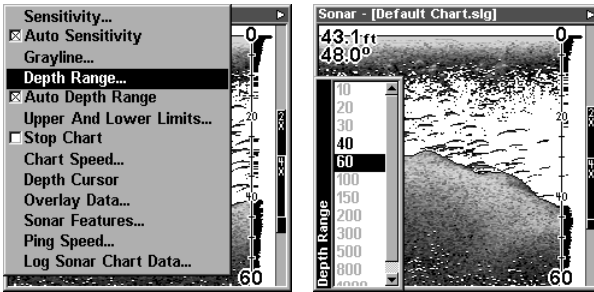 Sensitivity...
Auto Sensitivity
Grayline...
Depth Range...
Auto Depth Range
Upper And Lower Limits...
Stop Chart
Chart Speed...
Depth Cursor
Overlay Data...
Sonar Features...
Ping Speed...
Log Sonar Chart Data...
0
20
40
60
Sonar - [Default Chart.slg]
43.1 ft
48.0°
Depth Range
10
20
30
40
60
100
150
200
300
500
800
1000
0
20
40
60